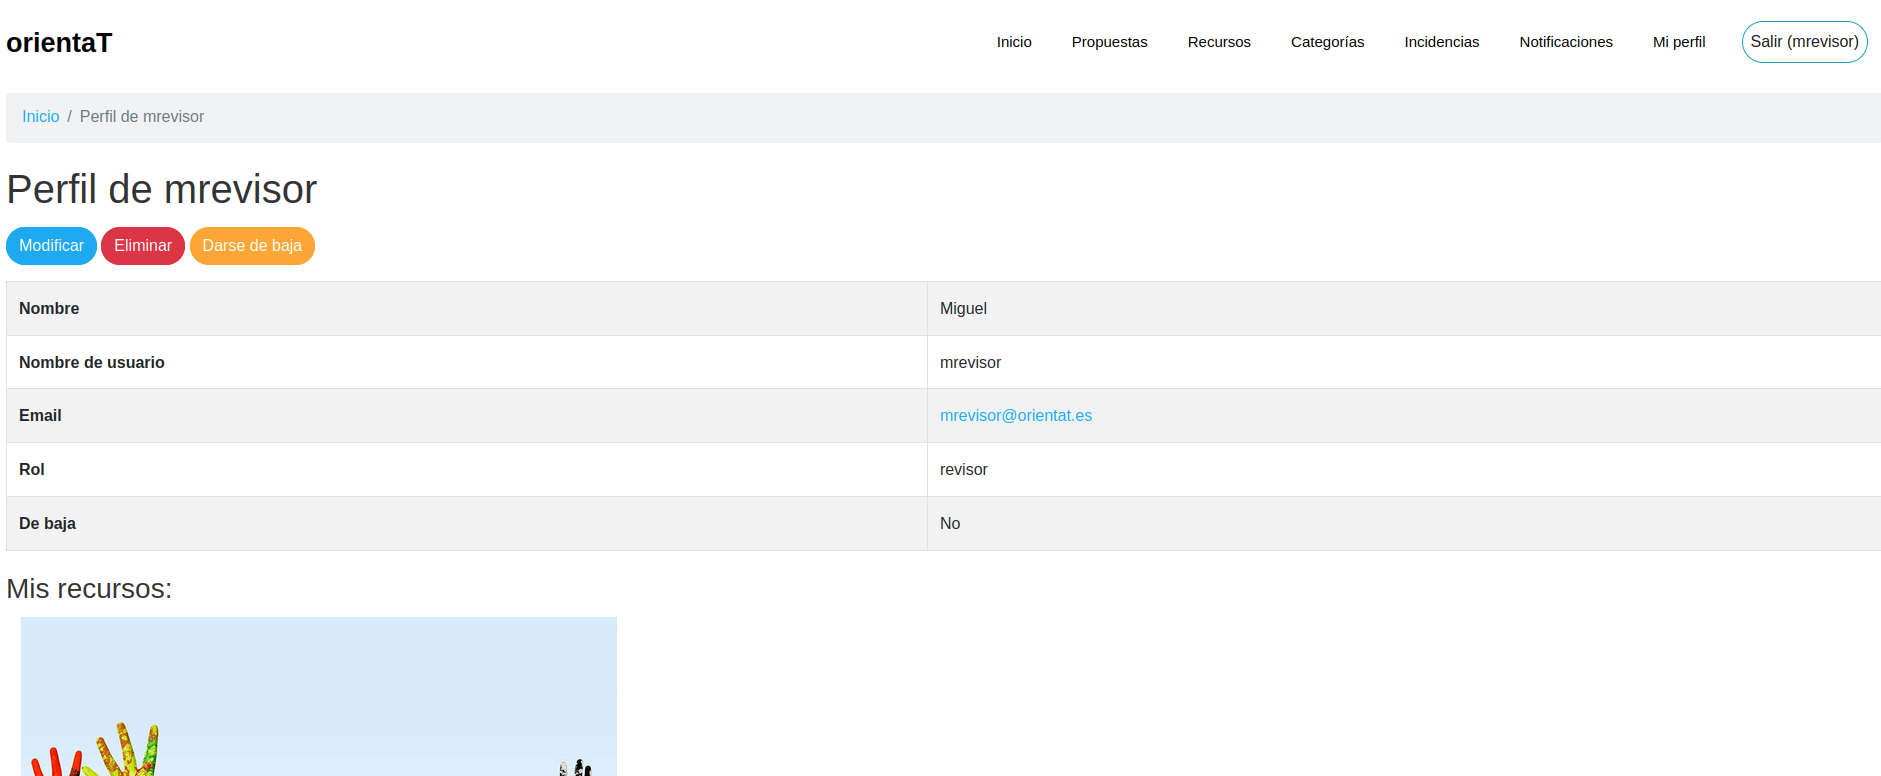 orientaT Inicio Propuestas Recursos Categorías Incidencias Notificaciones Mi perfil Salir (mrevisor)
Inicio / Perfil de mrevisor
Perfil de mrevisor
Modificar Eliminar Darse de baja
Nombre Miguel
Nombre de usuario mrevisor
Email mrevisor@orientat.es
Rol revisor
De baja No
Mis recursos: